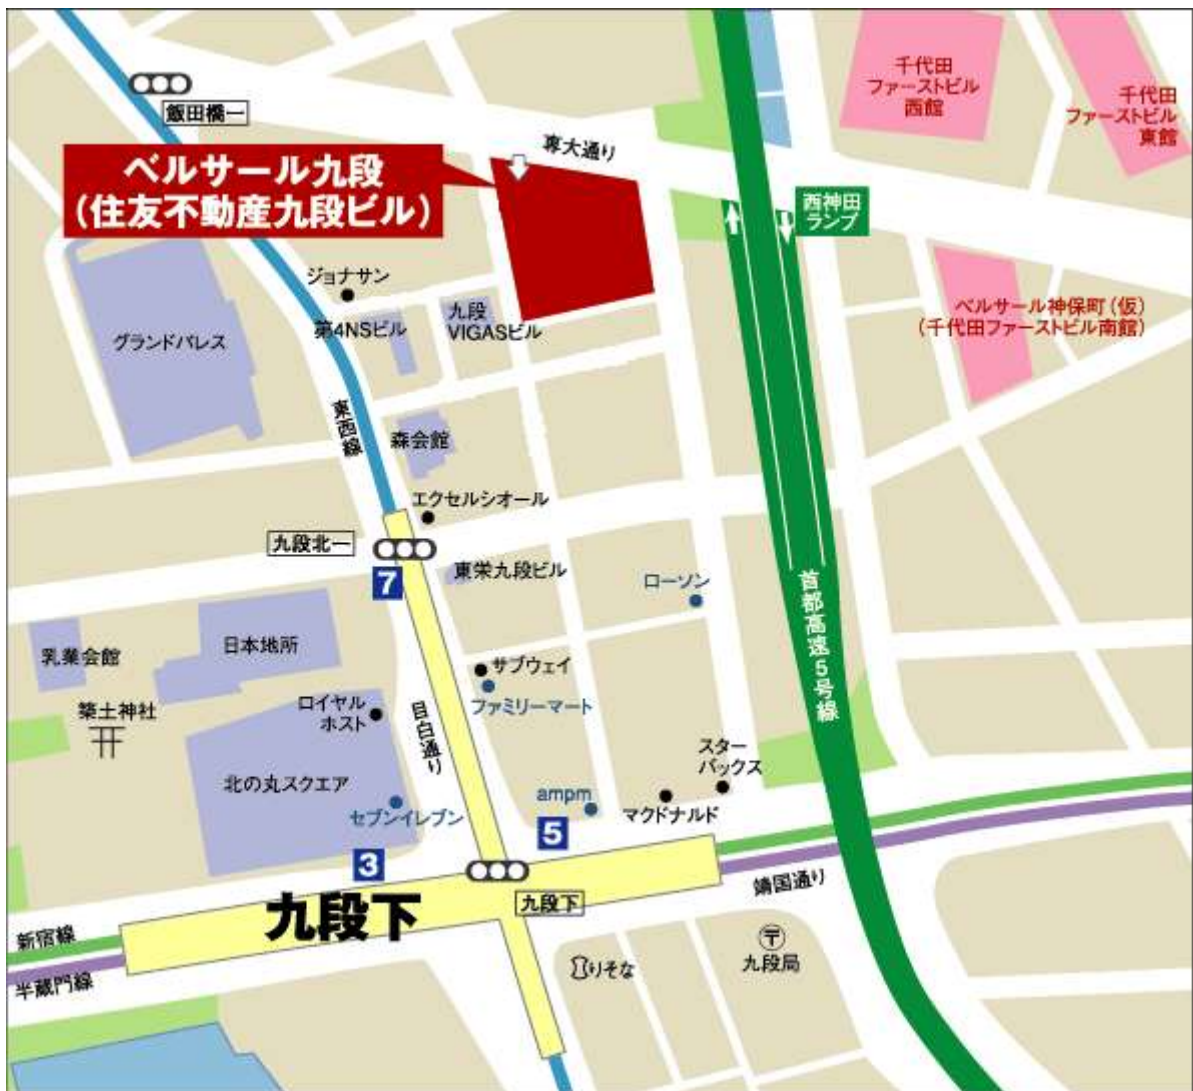 飯田橋一
専大通り
千代田
ファーストビル
西館
千代田
ファーストビル
東館
ベルサール九段
(住友不動産九段ビル)
西神田
ランプ
ジョナサン
第4NSビル
九段
VIGASビル
グランドパレス
ベルサール神保町(仮)
(千代田ファーストビル南館)
東西線
森会館
エクセルシオール
九段北一
7
東栄九段ビル
ローソン
首都高速5号線
乳業会館
日本地所
サブウェイ
ファミリーマート
築土神社
ロイヤル
ホスト
目白通り
北の丸スクエア
セブンイレブン
スター
バックス
ampm
マクドナルド
5
3
九段下
九段下
靖国通り
新宿線
半蔵門線
りそな
〒
九段局